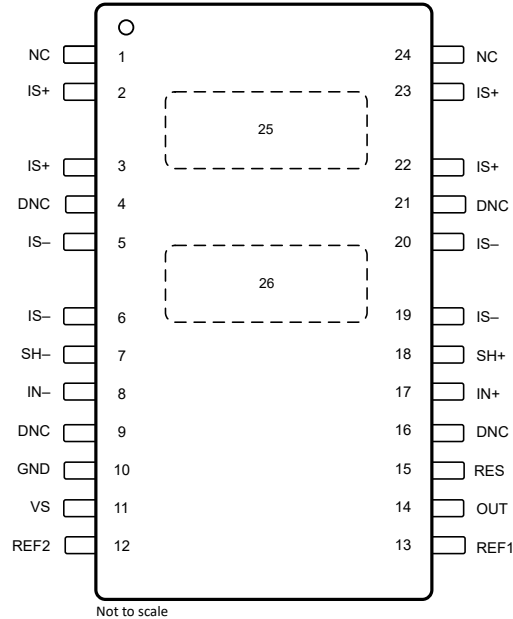 NC 1 24 NC
IS+ 2 23 IS+
25
IS+ 3 22 IS+
DNC 4 21 DNC
IS– 5 20 IS–
26
IS– 6 19 IS–
SH– 7 18 SH+
IN– 8 17 IN+
DNC 9 16 DNC
GND 10 15 RES
VS 11 14 OUT
REF2 12 13 REF1
Not to scale